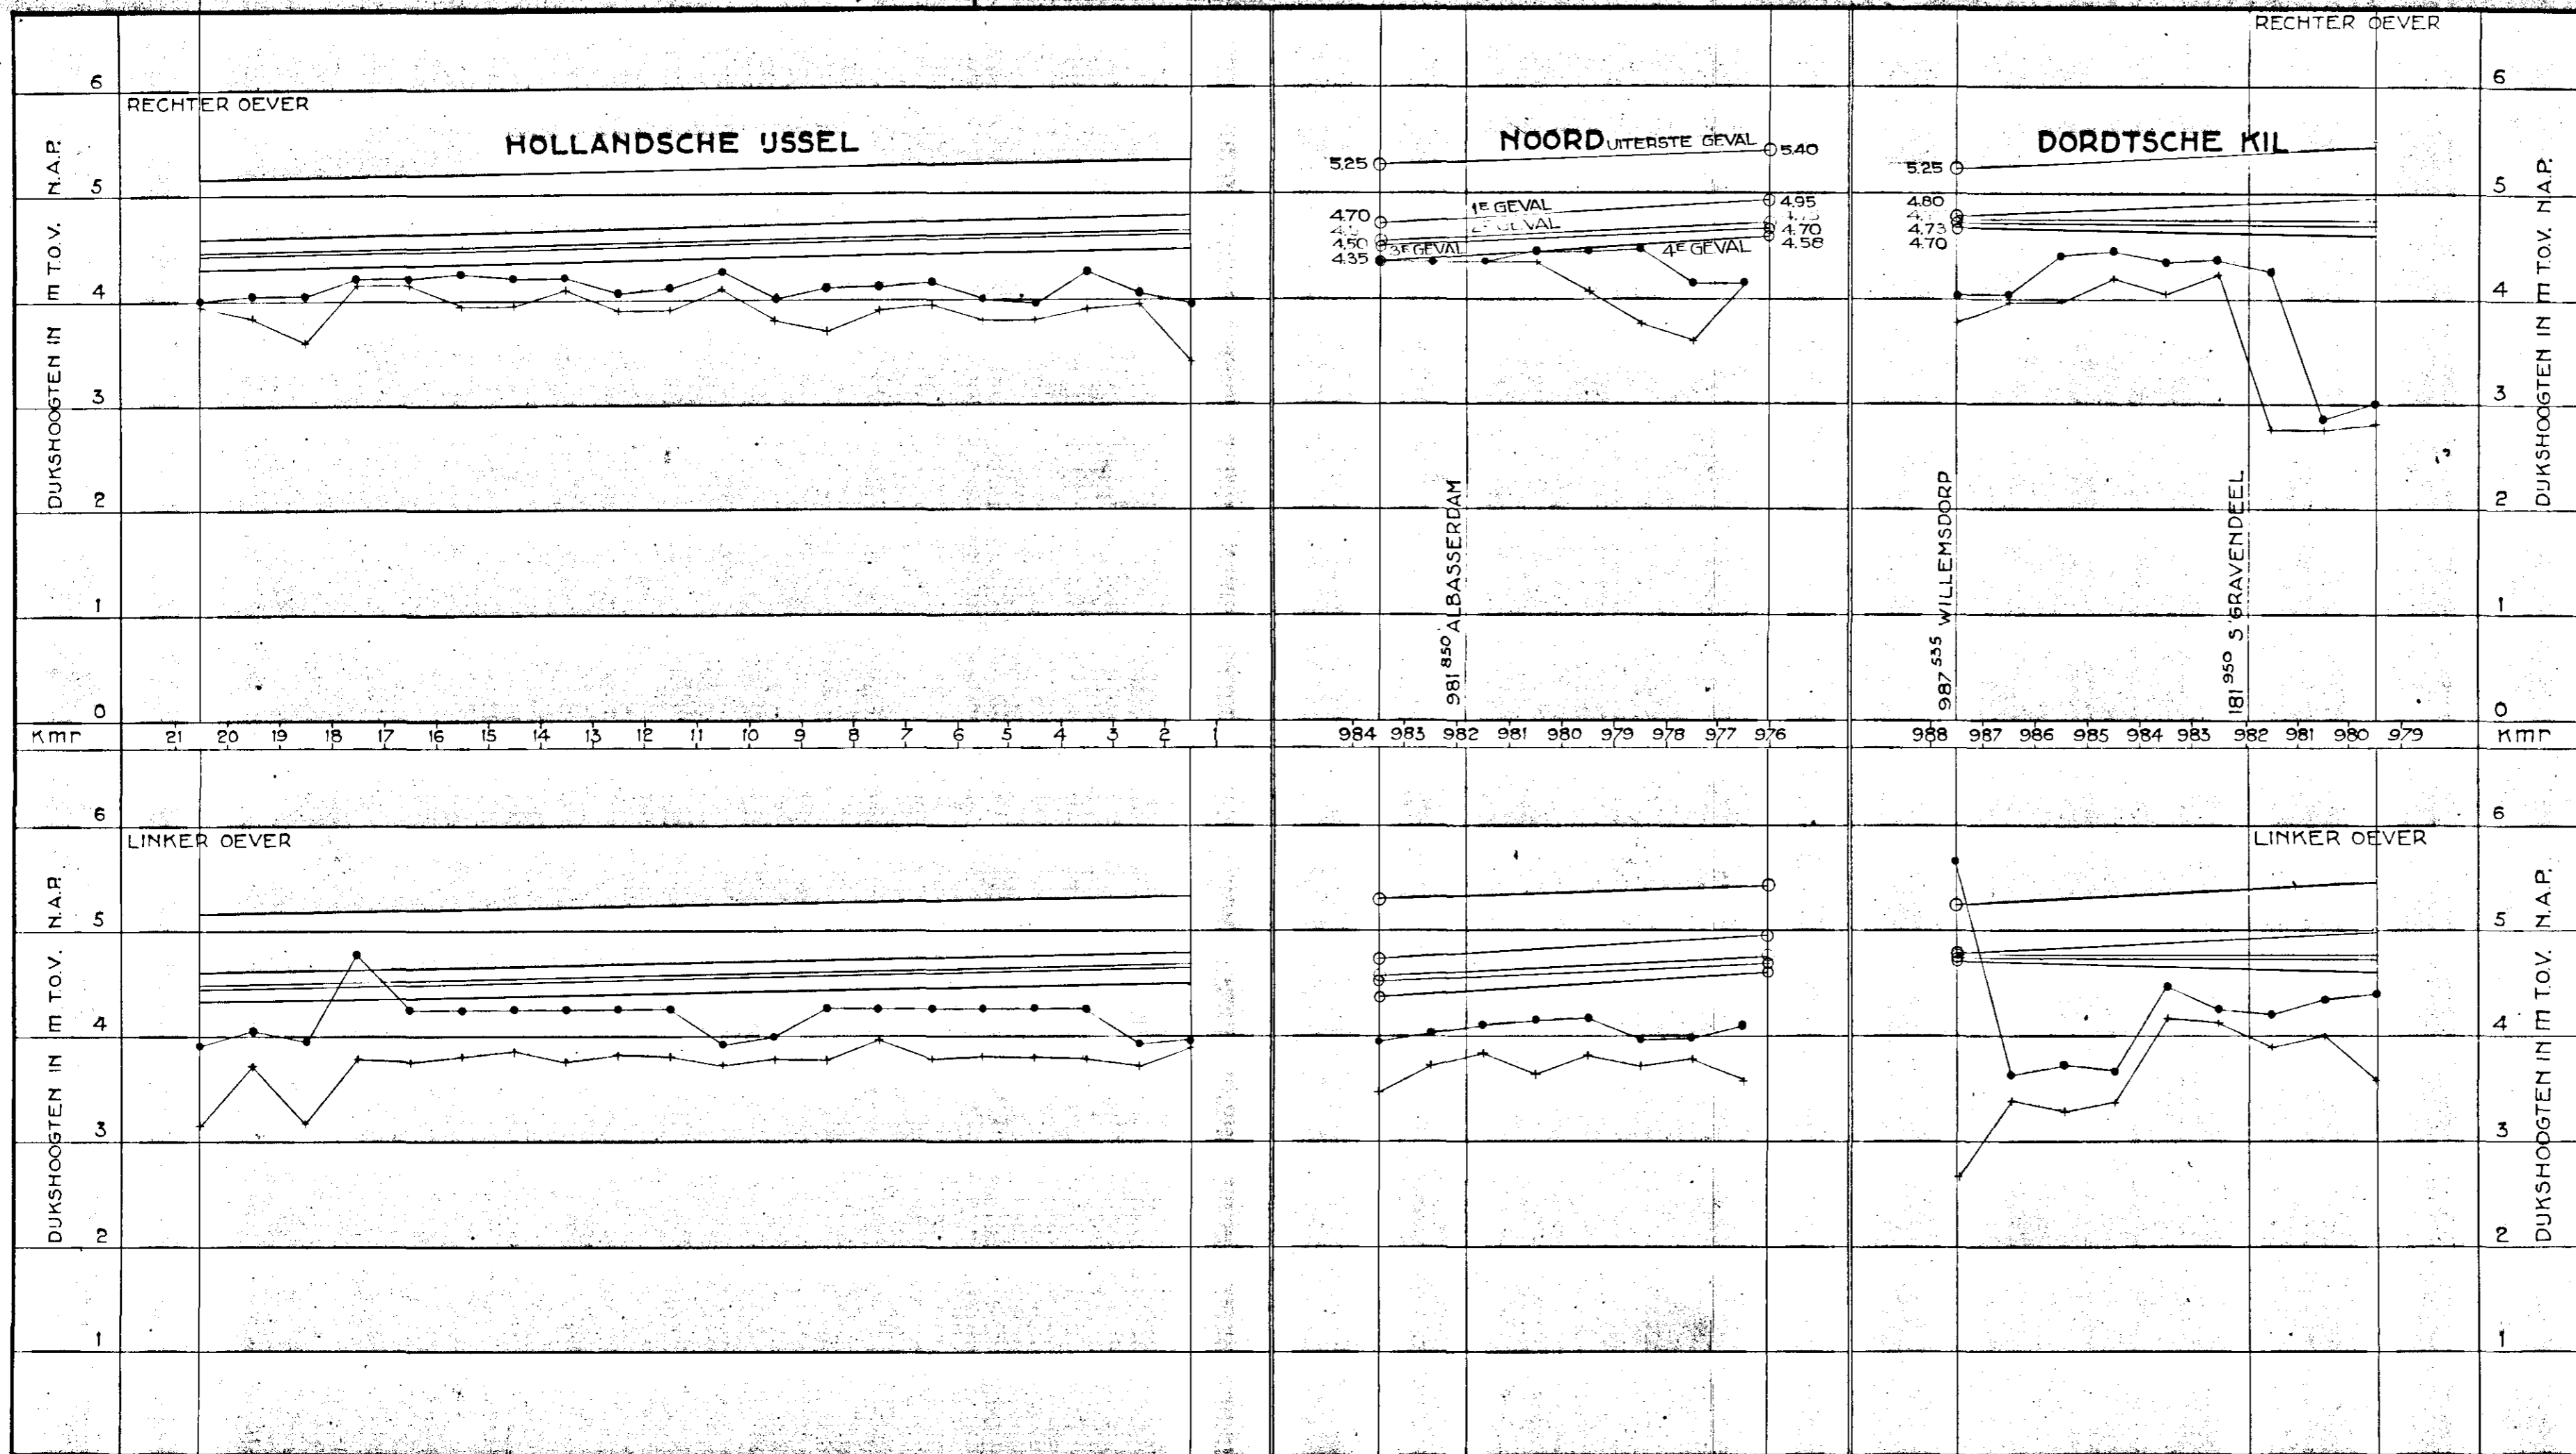 RECHTER OEVER
RECHTER OEVER
HOLLANDSCHE IJSSEL
NOORD UITERSTE GEVAL
DORDTSCHE KIL
DIJKSHOOGTEN IN M T.O.V. N.A.P.
6
5
4
3
2
1
0
5.25
5.40
4.70
1E GEVAL
4.95
2E GEVAL
4.50
3E GEVAL
4E GEVAL
4.70
4.35
4.58
5.25
4.80
4.73
4.70
981 850 ALBASSERDAM
987 535 WILLEMSDORP
181 950 S'GRAVENDEEL
6
5
4
3
2
1
0
DIJKSHOOGTEN IN M T.O.V. N.A.P.
Kmr 21 20 19 18 17 16 15 14 13 12 11 10 9 8 7 6 5 4 3 2 1 984 983 982 981 980 979 978 977 976 988 987 986 985 984 983 982 981 980 979 Kmr
LINKER OEVER
LINKER OEVER
DIJKSHOOGTEN IN M T.O.V. N.A.P.
6
5
4
3
2
1
6
5
4
3
2
1
DIJKSHOOGTEN IN M T.O.V. N.A.P.